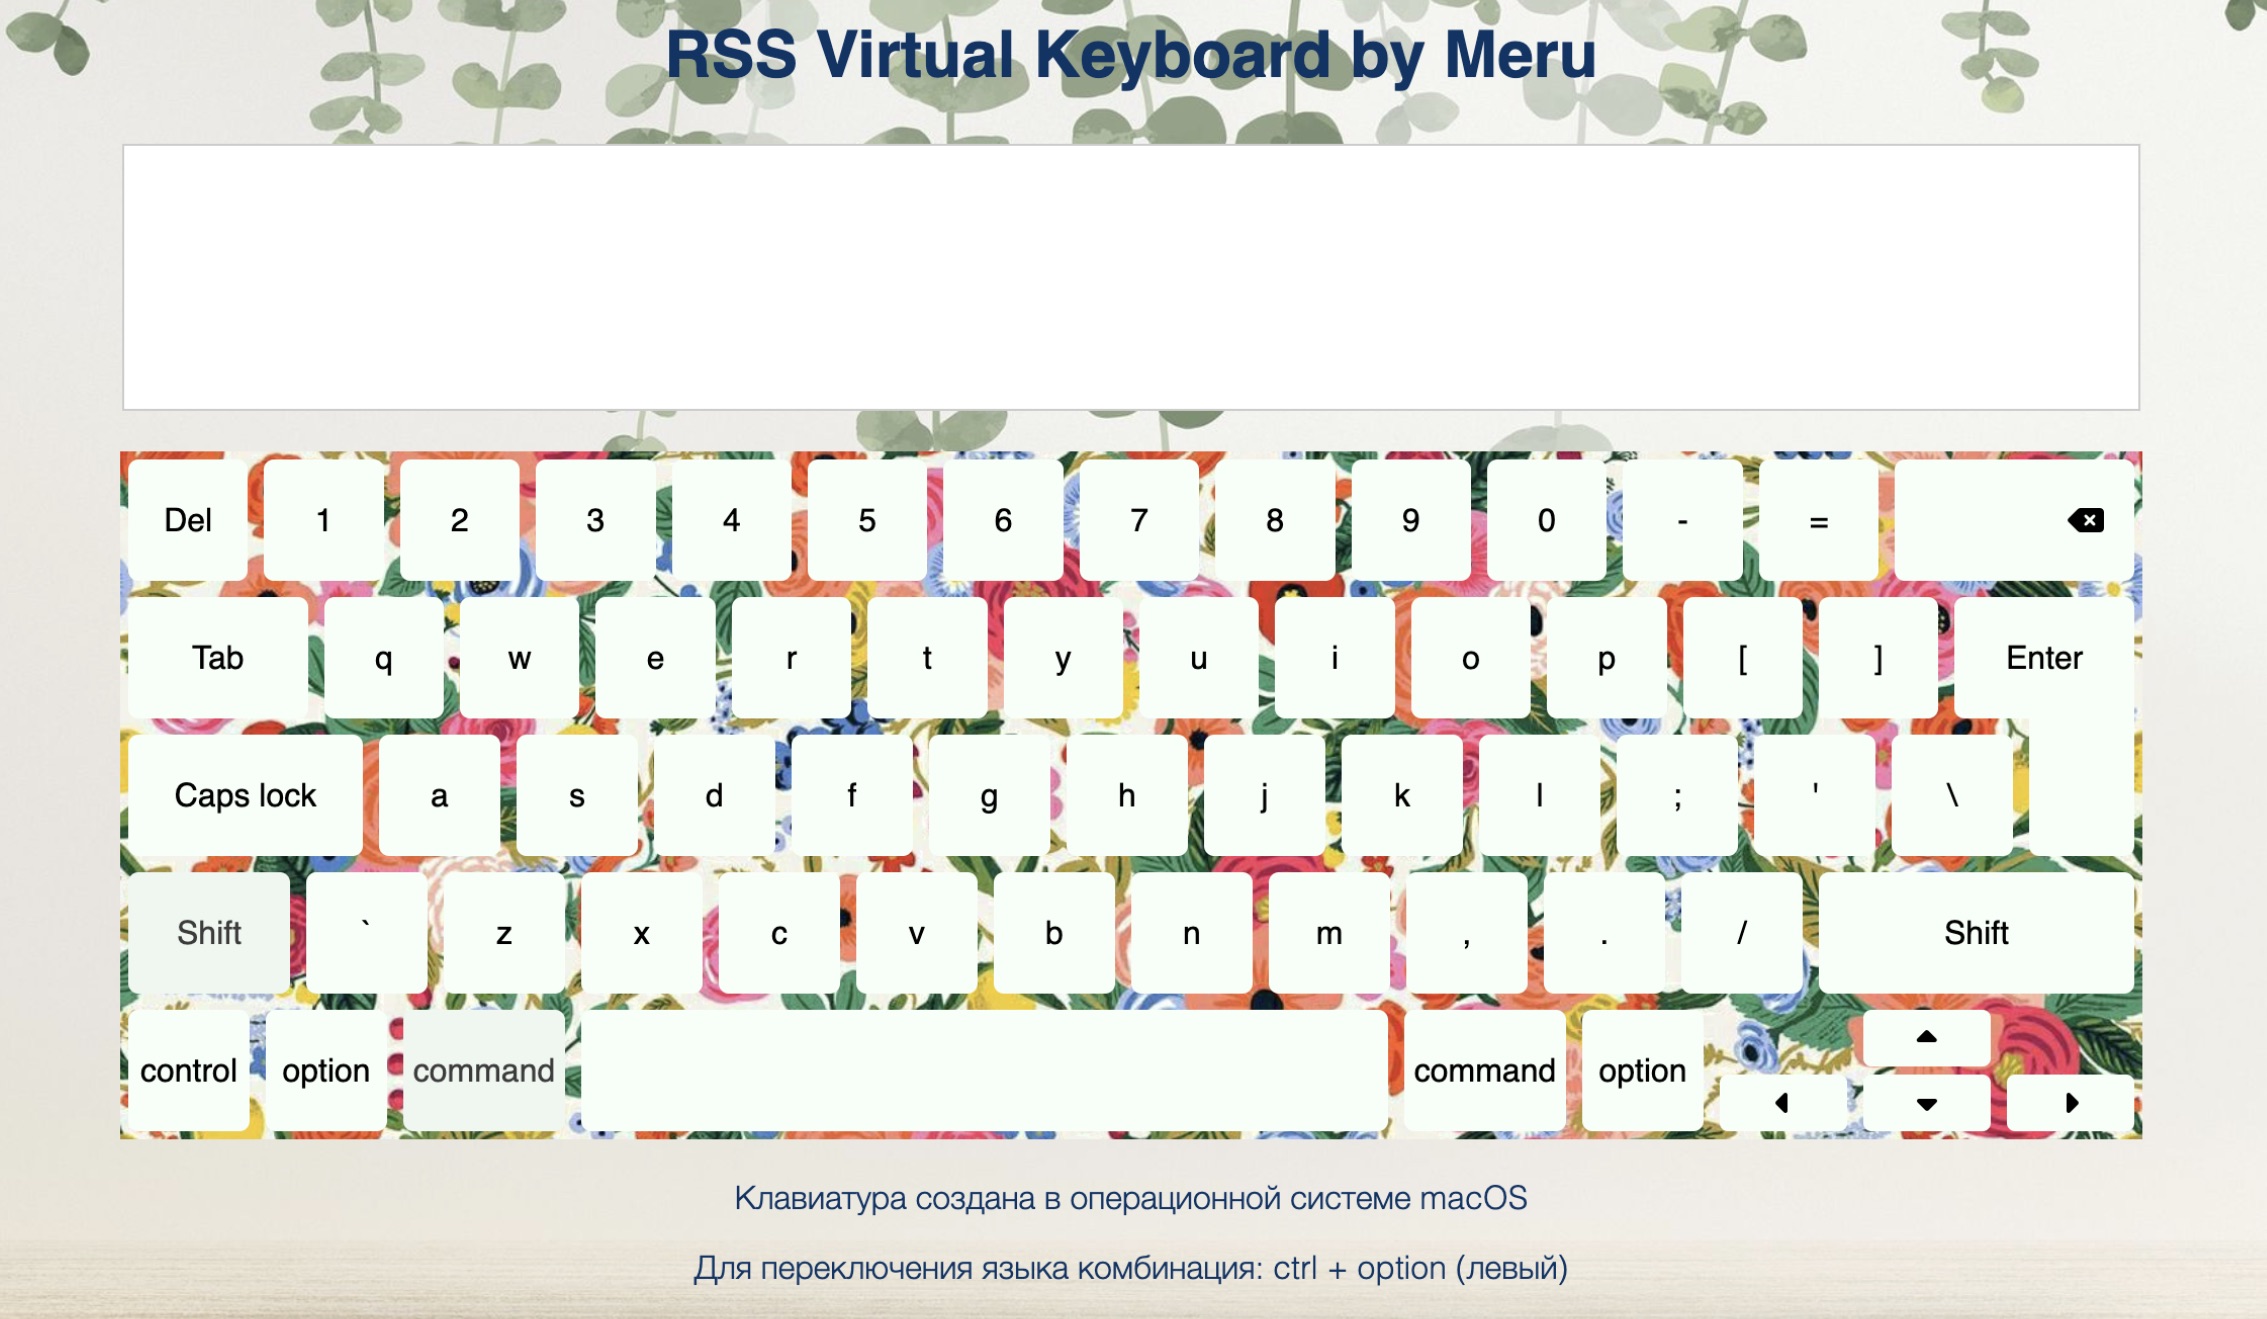 RSS Virtual Keyboard by Meru
Del 1 2 3 4 5 6 7 8 9 0 - =
Tab q w e r t y u i o p [ ] Enter
Caps lock a s d f g h j k l ; ' \
Shift ` z x c v b n m , . / Shift
control option command command option
Клавиатура создана в операционной системе macOS
Для переключения языка комбинация: ctrl + option (левый)